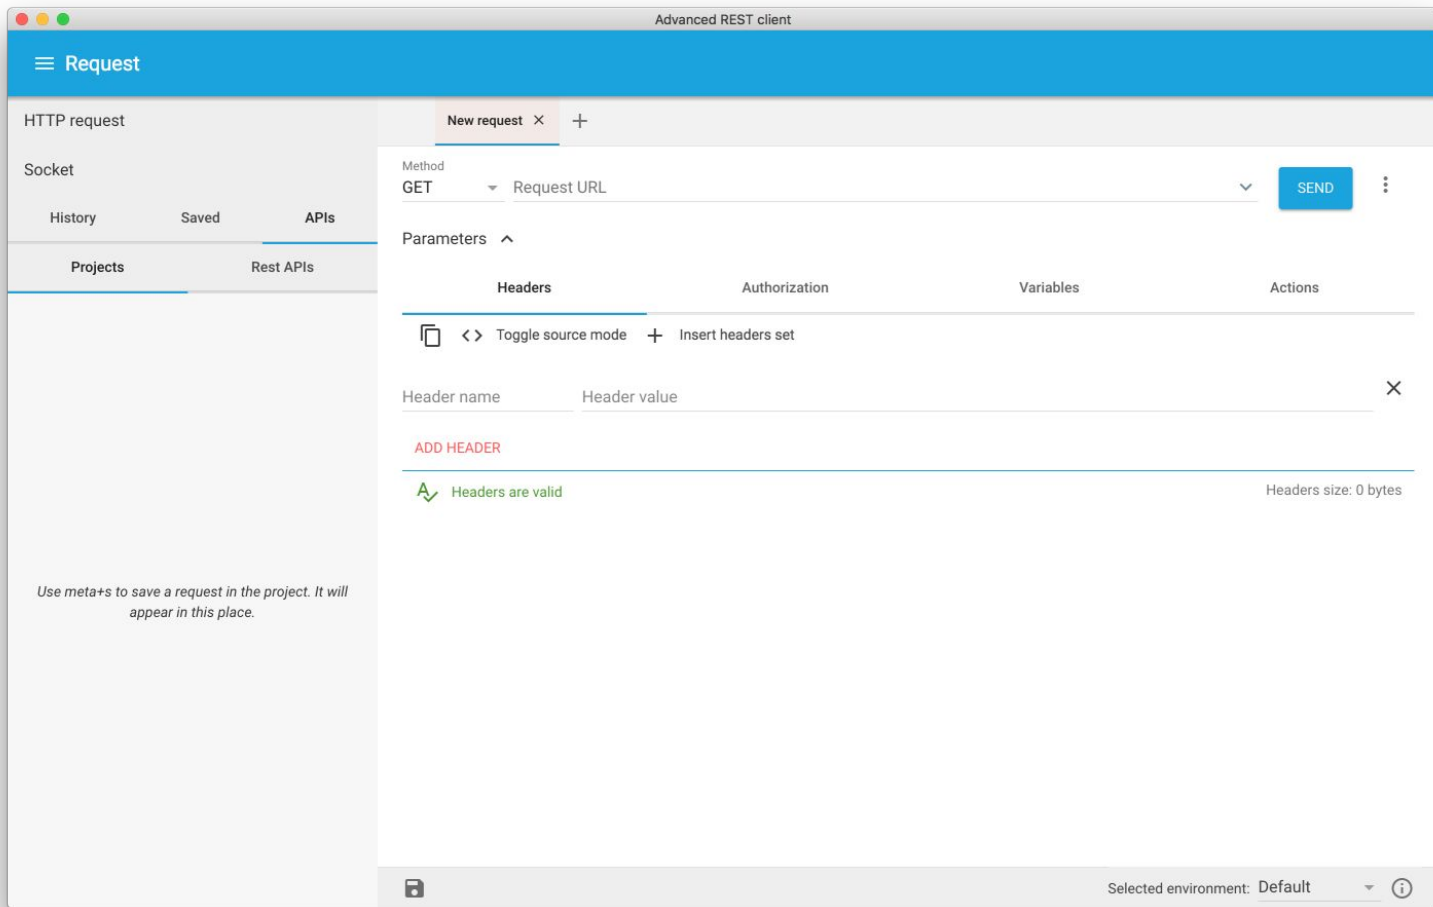 Advanced REST client
Request
HTTP request
Socket
History Saved APIs
Projects Rest APIs
Use meta+s to save a request in the project. It will
appear in this place.
New request
Method
GET Request URL SEND
Parameters
Headers Authorization Variables Actions
Toggle source mode Insert headers set
Header name Header value
ADD HEADER
Headers are valid Headers size: 0 bytes
Selected environment: Default